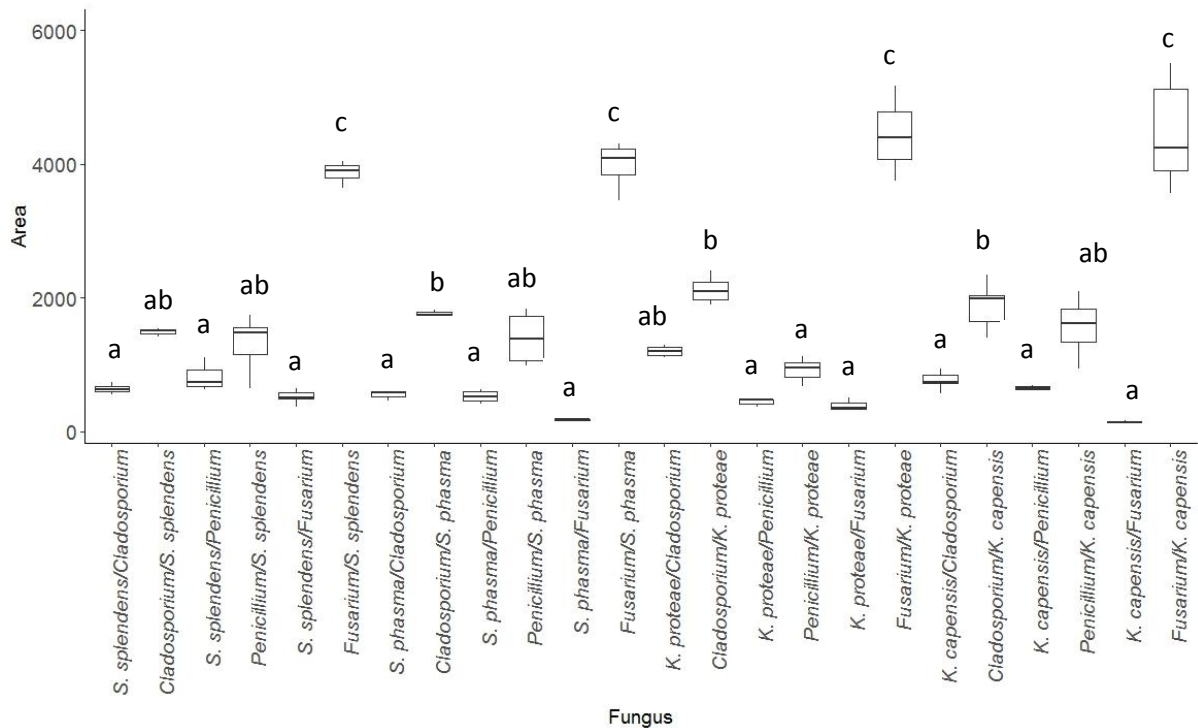 6000
4000
2000
0
Area
a
ab
a
ab
a
c
a
b
a
ab
a
c
ab
b
a
a
a
c
a
b
a
ab
a
c
S. splendens/Cladosporium
Cladosporium/S. splendens
S. splendens/Penicillium
Penicillium/S. splendens
S. splendens/Fusarium
Fusarium/S. splendens
S. phasma/Cladosporium
Cladosporium/S. phasma
S. phasma/Penicillium
Penicillium/S. phasma
S. phasma/Fusarium
Fusarium/S. phasma
K. proteae/Cladosporium
Cladosporium/K. proteae
K. proteae/Penicillium
Penicillium/K. proteae
K. proteae/Fusarium
Fusarium/K. proteae
K. capensis/Cladosporium
Cladosporium/K. capensis
K. capensis/Penicillium
Penicillium/K. capensis
K. capensis/Fusarium
Fusarium/K. capensis
Fungus